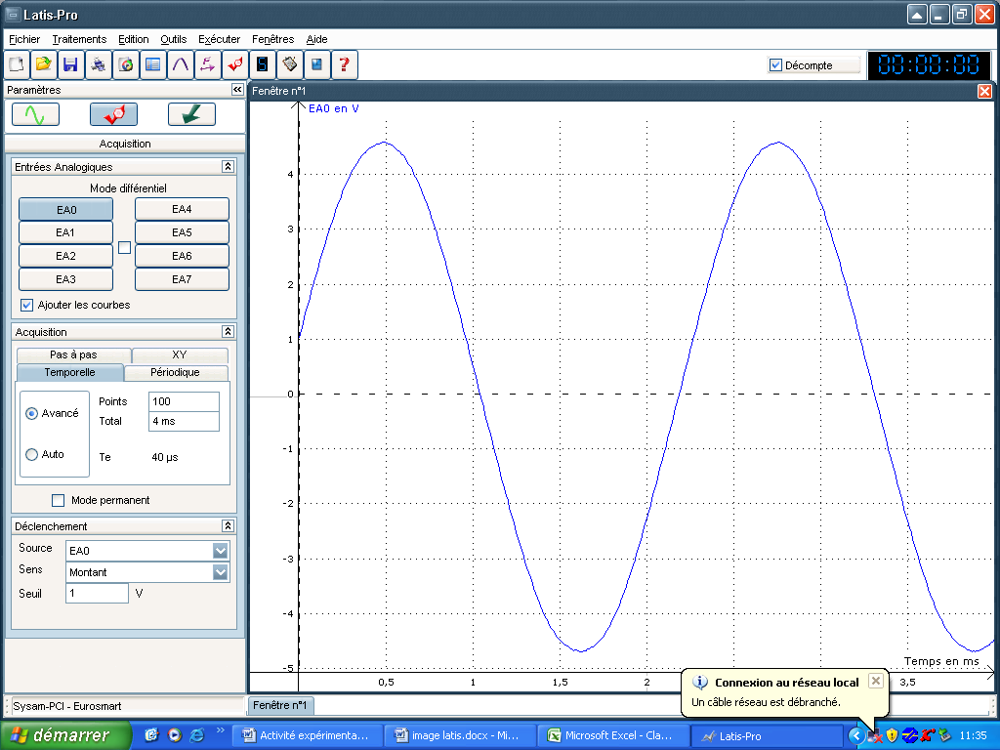 Latis-Pro
Fichier Traitements Edition Outils Exécuter Fenêtres Aide
Décompte
00:00:00
Paramètres
Fenêtre n°1
Acquisition
Entrées Analogiques
Mode différentiel
EA0 EA4
EA1 EA5
EA2 EA6
EA3 EA7
Ajouter les courbes
Acquisition
Pas à pas XY
Temporelle Périodique
Avancé
Auto
Points 100
Total 4 ms
Te 40 µs
Mode permanent
Déclenchement
Source EA0
Sens Montant
Seuil 1 V
EA0 en V
4
3
2
1
0
-1
-2
-3
-4
-5
Temps en ms
0,5 1 1,5 2 3,5
Connexion au réseau local
Un câble réseau est débranché.
Sysam-PCI - Eurosmart
Fenêtre n°1
démarrer
Activité expérimenta...
image latis.docx - Mi...
Microsoft Excel - Cla...
Latis-Pro
11:35